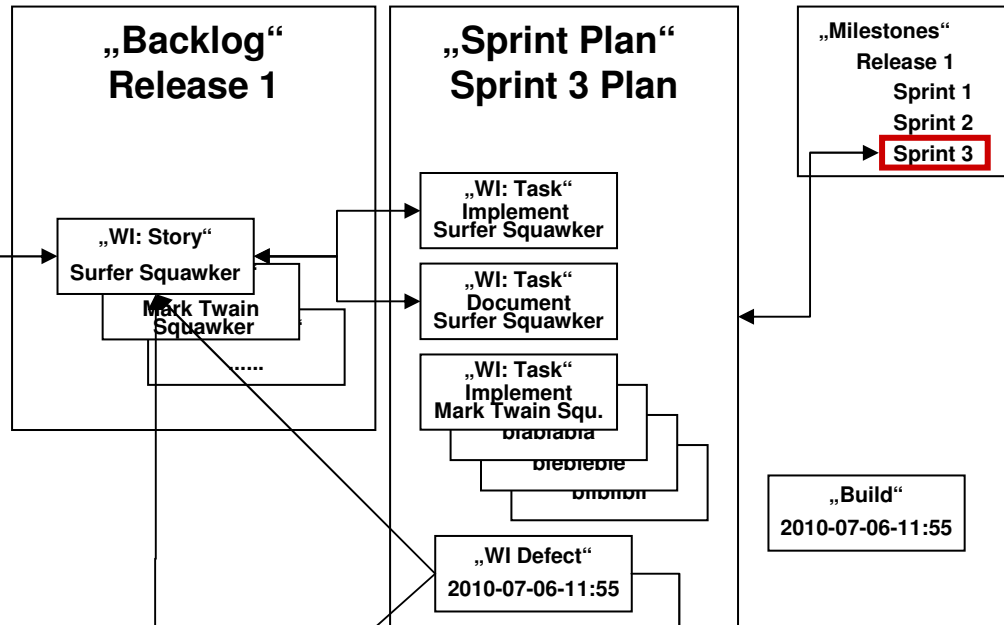 „Backlog“
Release 1
„WI: Story“
Surfer Squawker
Mark Twain
Squawker
......
„Sprint Plan“
Sprint 3 Plan
„WI: Task“
Implement
Surfer Squawker
„WI: Task“
Document
Surfer Squawker
„WI: Task“
Implement
Mark Twain Squ.
blablabla
blebleble
bliblibli
„WI Defect“
2010-07-06-11:55
„Milestones“
Release 1
Sprint 1
Sprint 2
Sprint 3
„Build“
2010-07-06-11:55